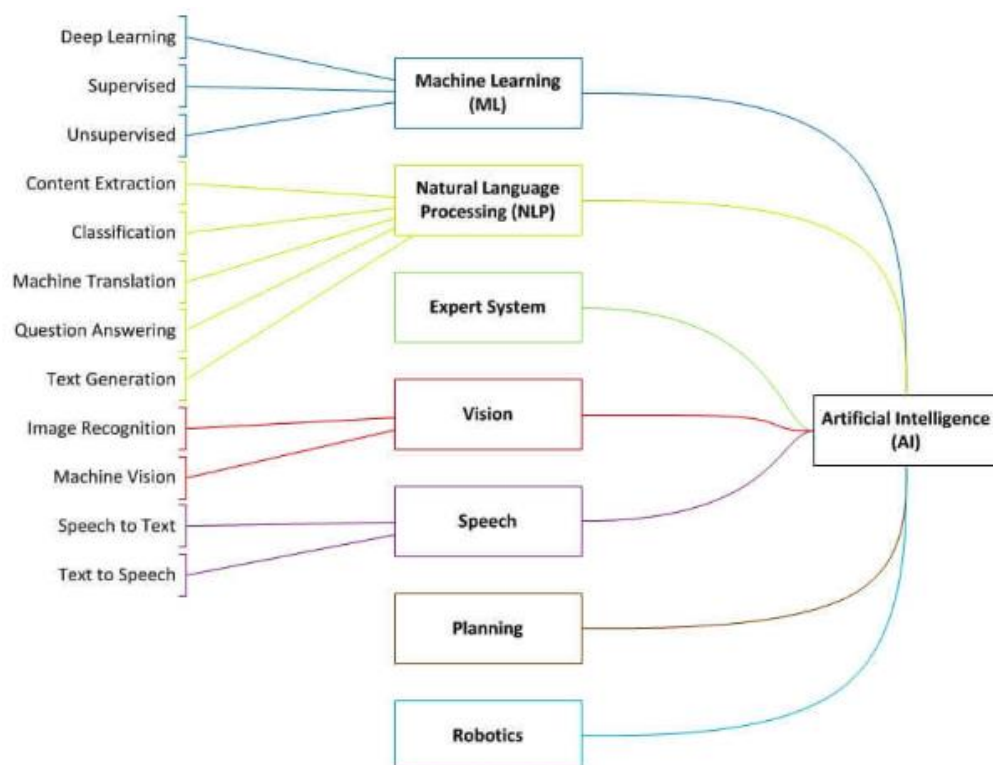 Deep Learning
Supervised
Unsupervised
Content Extraction
Classification
Machine Translation
Question Answering
Text Generation
Image Recognition
Machine Vision
Speech to Text
Text to Speech
Machine Learning
(ML)
Natural Language
Processing (NLP)
Expert System
Vision
Speech
Planning
Robotics
Artificial Intelligence
(AI)